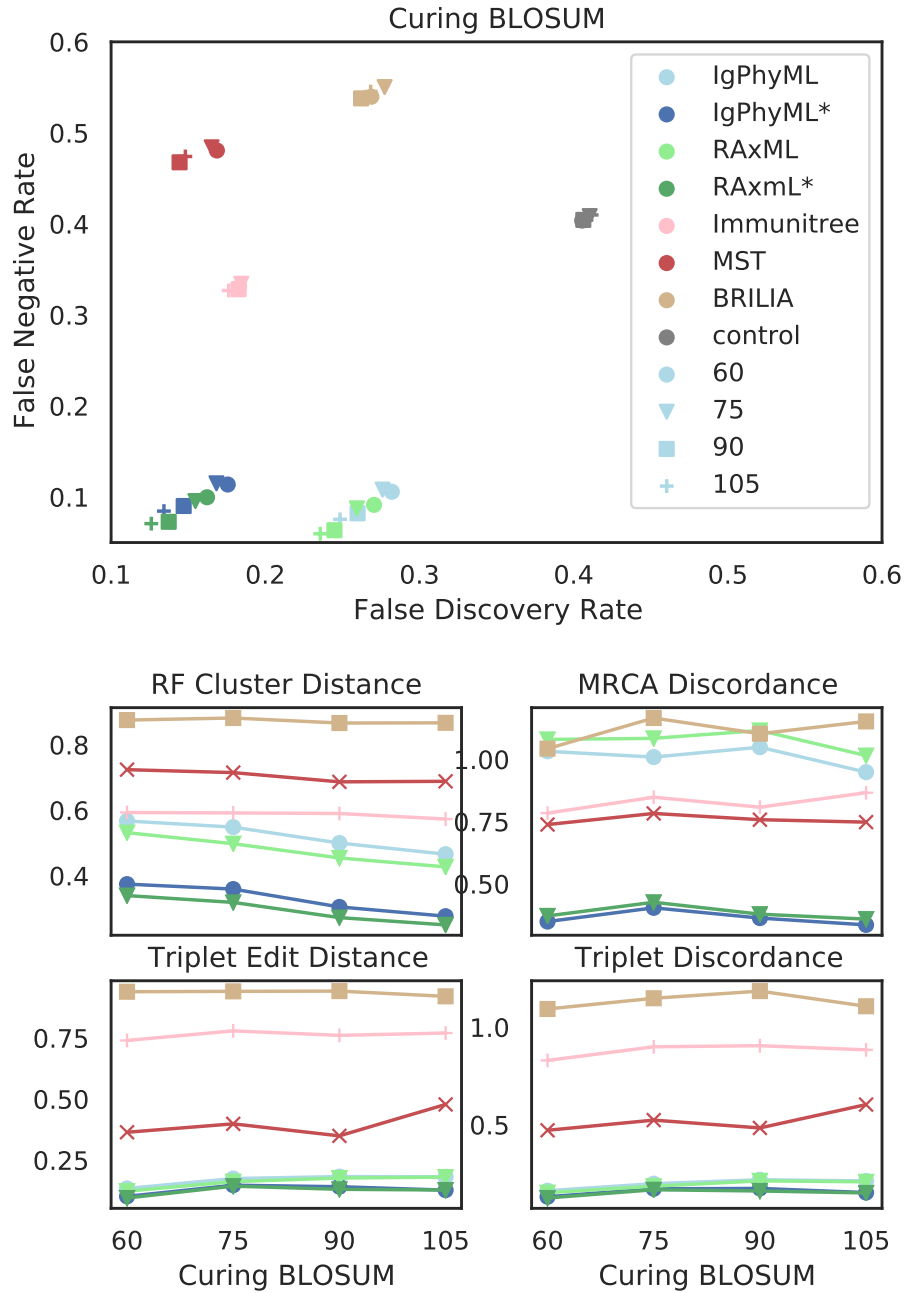 Curing BLOSUM
0.6
0.5
0.4
0.3
0.2
0.1
False Negative Rate
IgPhyML
IgPhyML*
RAxML
RAxmL*
Immunitree
MST
BRILIA
control
60
75
90
105
0.1 0.2 0.3 0.4 0.5 0.6
False Discovery Rate
RF Cluster Distance
0.8
0.6
0.4
MRCA Discordance
1.00
0.75
0.50
Triplet Edit Distance
0.75
0.50
0.25
60 75 90 105
Curing BLOSUM
Triplet Discordance
1.0
0.5
60 75 90 105
Curing BLOSUM